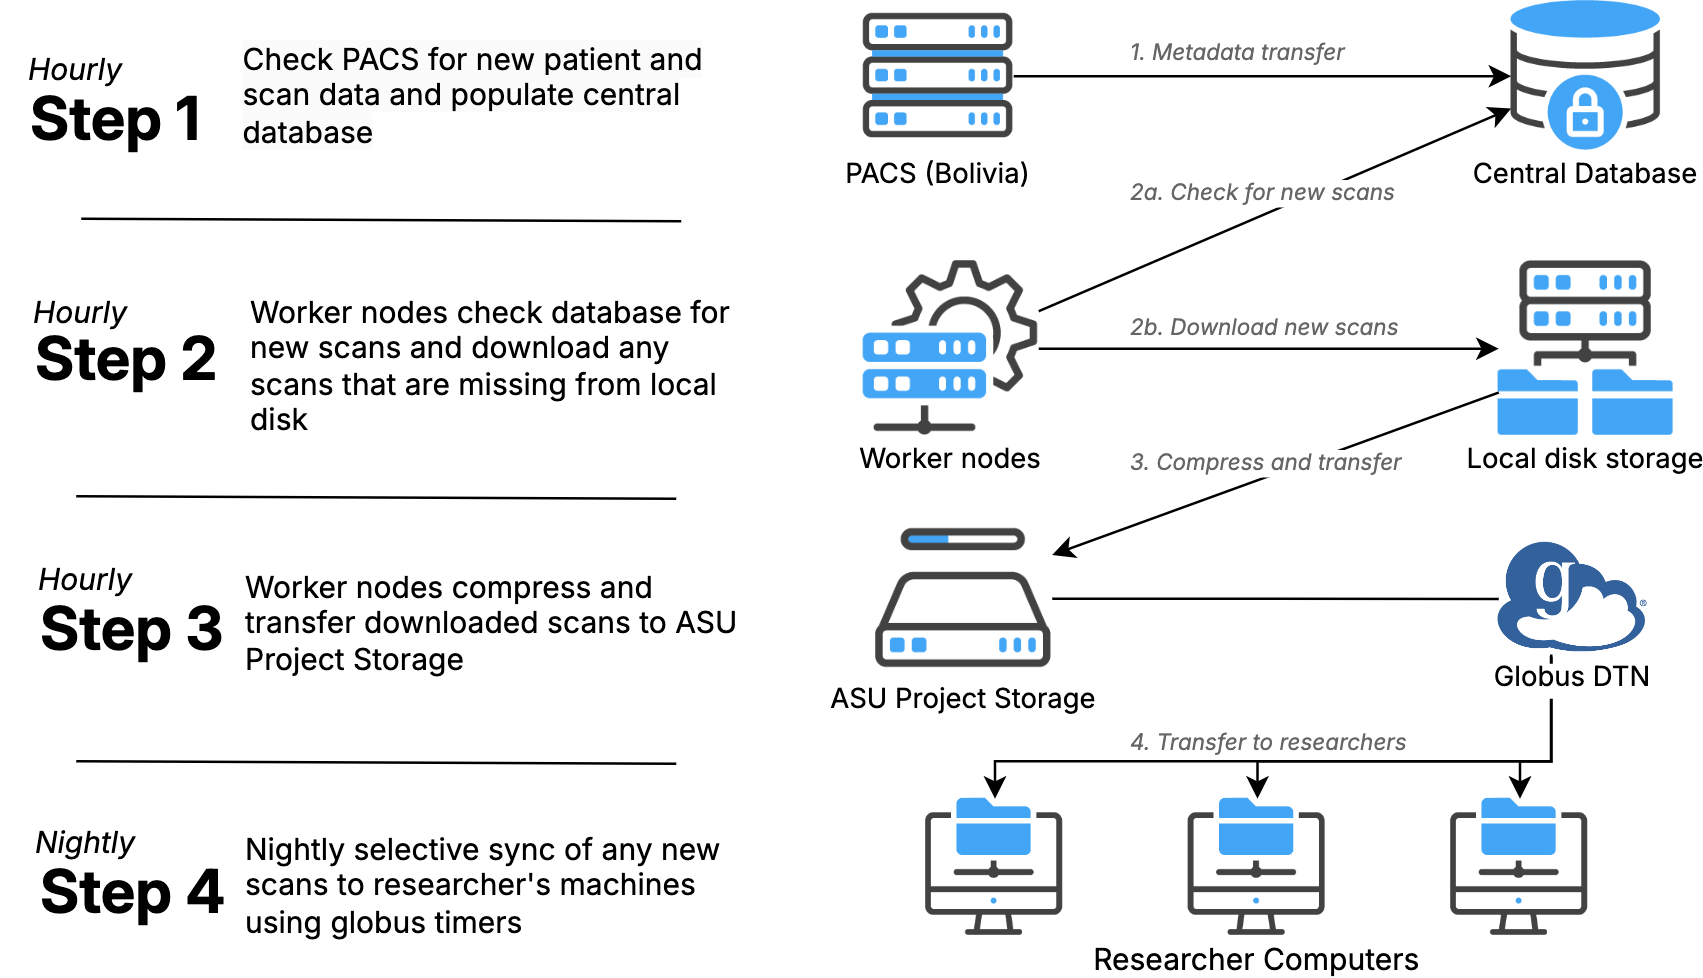 Hourly
Step 1
Check PACS for new patient and
scan data and populate central
database
1. Metadata transfer
PACS (Bolivia)
Central Database
2a. Check for new scans
Hourly
Step 2
Worker nodes check database for
new scans and download any
scans that are missing from local
disk
2b. Download new scans
Worker nodes
Local disk storage
3. Compress and transfer
Hourly
Step 3
Worker nodes compress and
transfer downloaded scans to ASU
Project Storage
ASU Project Storage
g
®
Globus DTN
4. Transfer to researchers
Nightly
Step 4
Nightly selective sync of any new
scans to researcher's machines
using globus timers
Researcher Computers